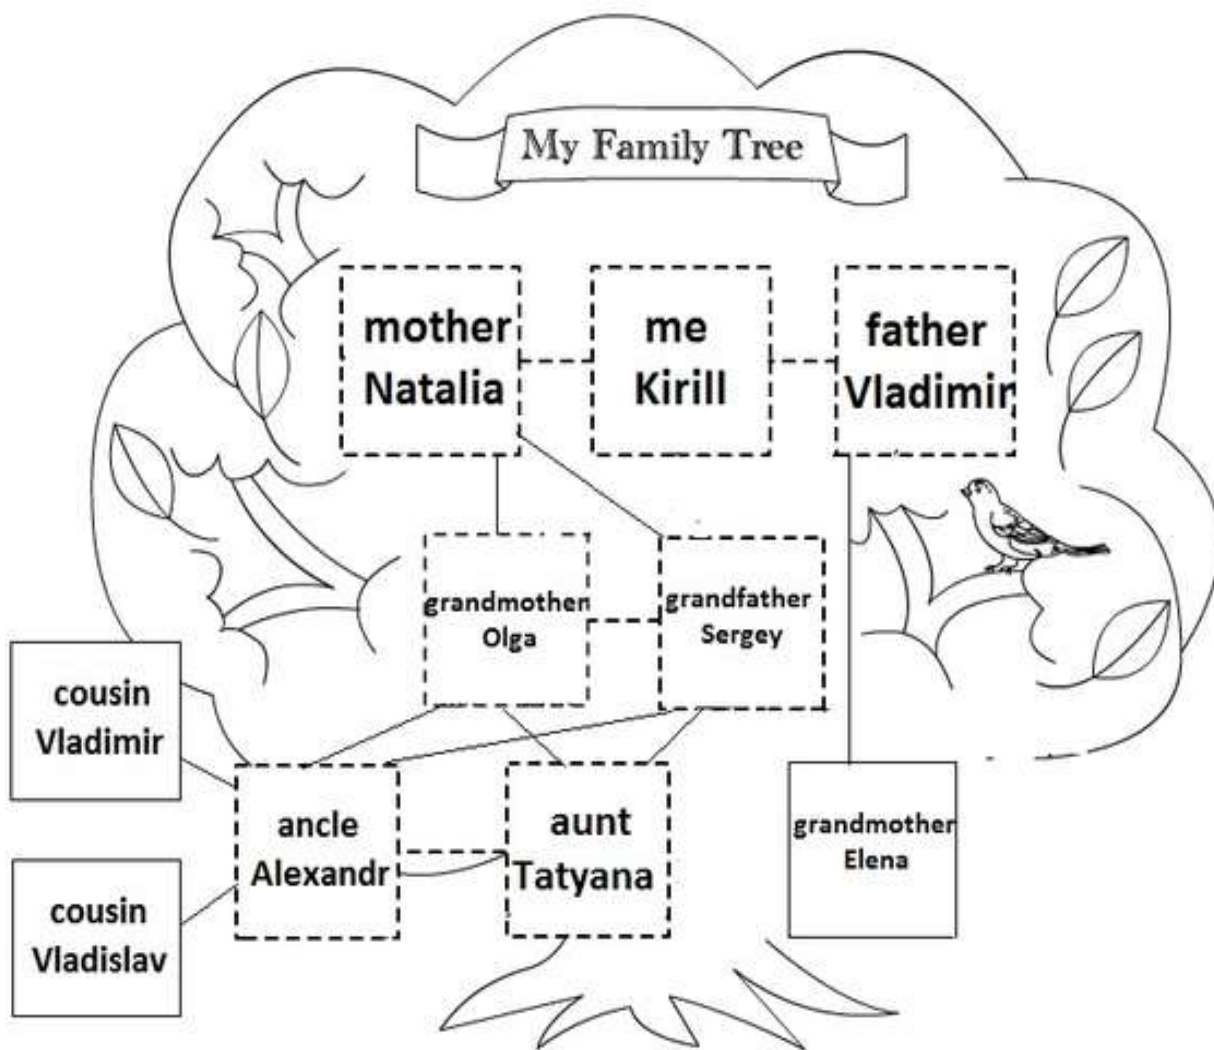 My Family Tree
mother
Natalia
me
Kirill
father
Vladimir
grandmother
Olga
grandfather
Sergey
cousin
Vladimir
ancle
Alexandr
aunt
Tatyana
grandmother
Elena
cousin
Vladislav